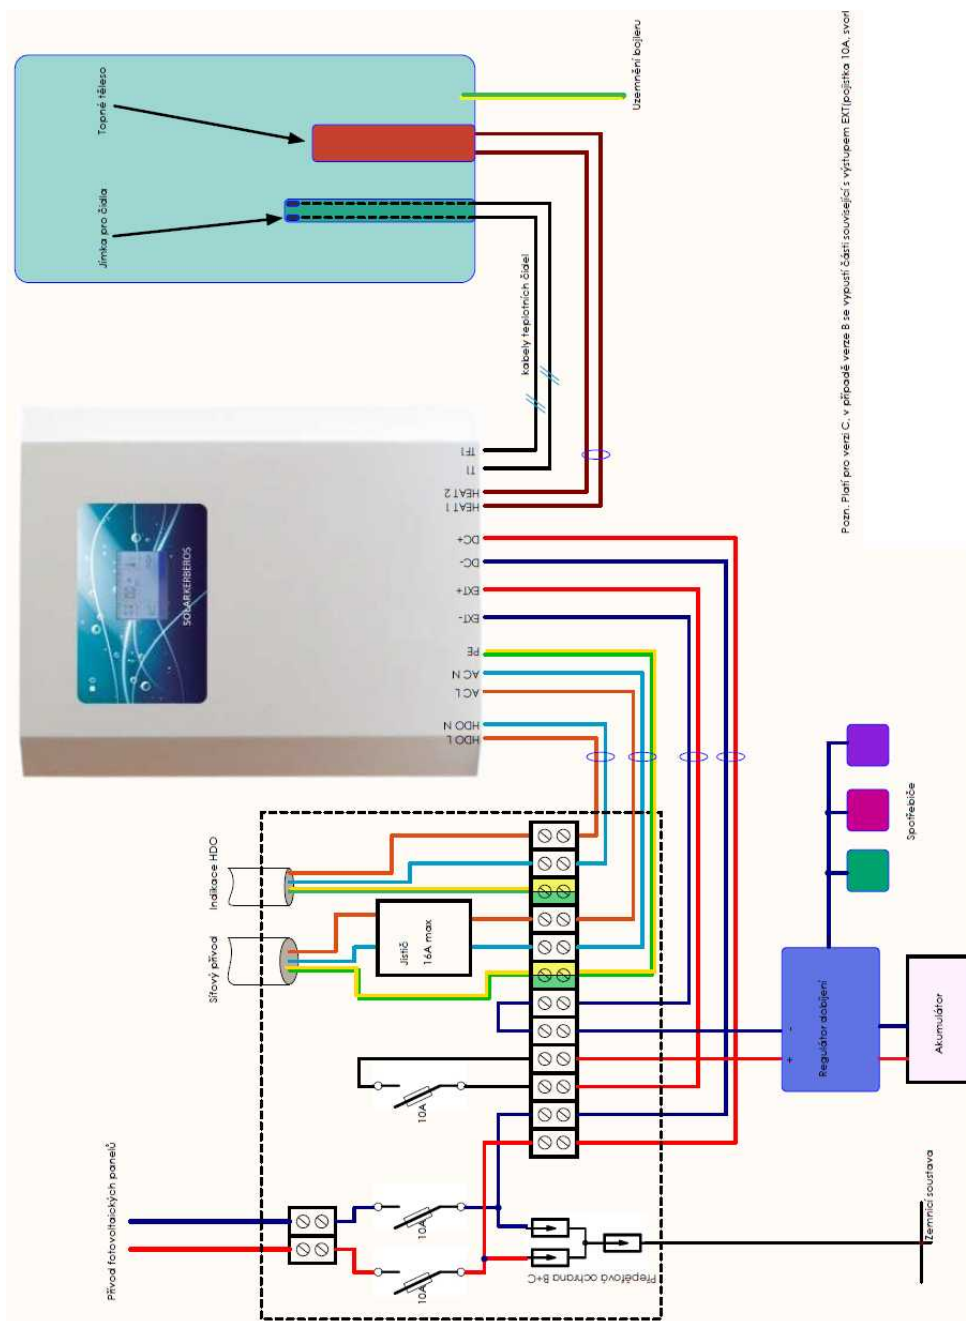 Topné těleso
Jímka pro čidla
Uzemnění bojleru
kabely teplotních čidel
SOLARKERBEROS
TF1
T1
HEAT 2
HEAT 1
DC+
DC-
EXT+
EXT-
PE
AC N
AC L
HDO N
HDO L
Indikace HDO
Síťový přívod
Jistič
16A max
10A
Přívod fotovoltaických panelů
10A
10A
Přepěťová ochrana B+C
Zemnící soustava
+
-
Regulátor dobíjení
Akumulátor
Spotřebiče
Pozn. Platí pro verzi C, v případě verze B se vypustí části související s výstupem EXT(pojistka 10A,